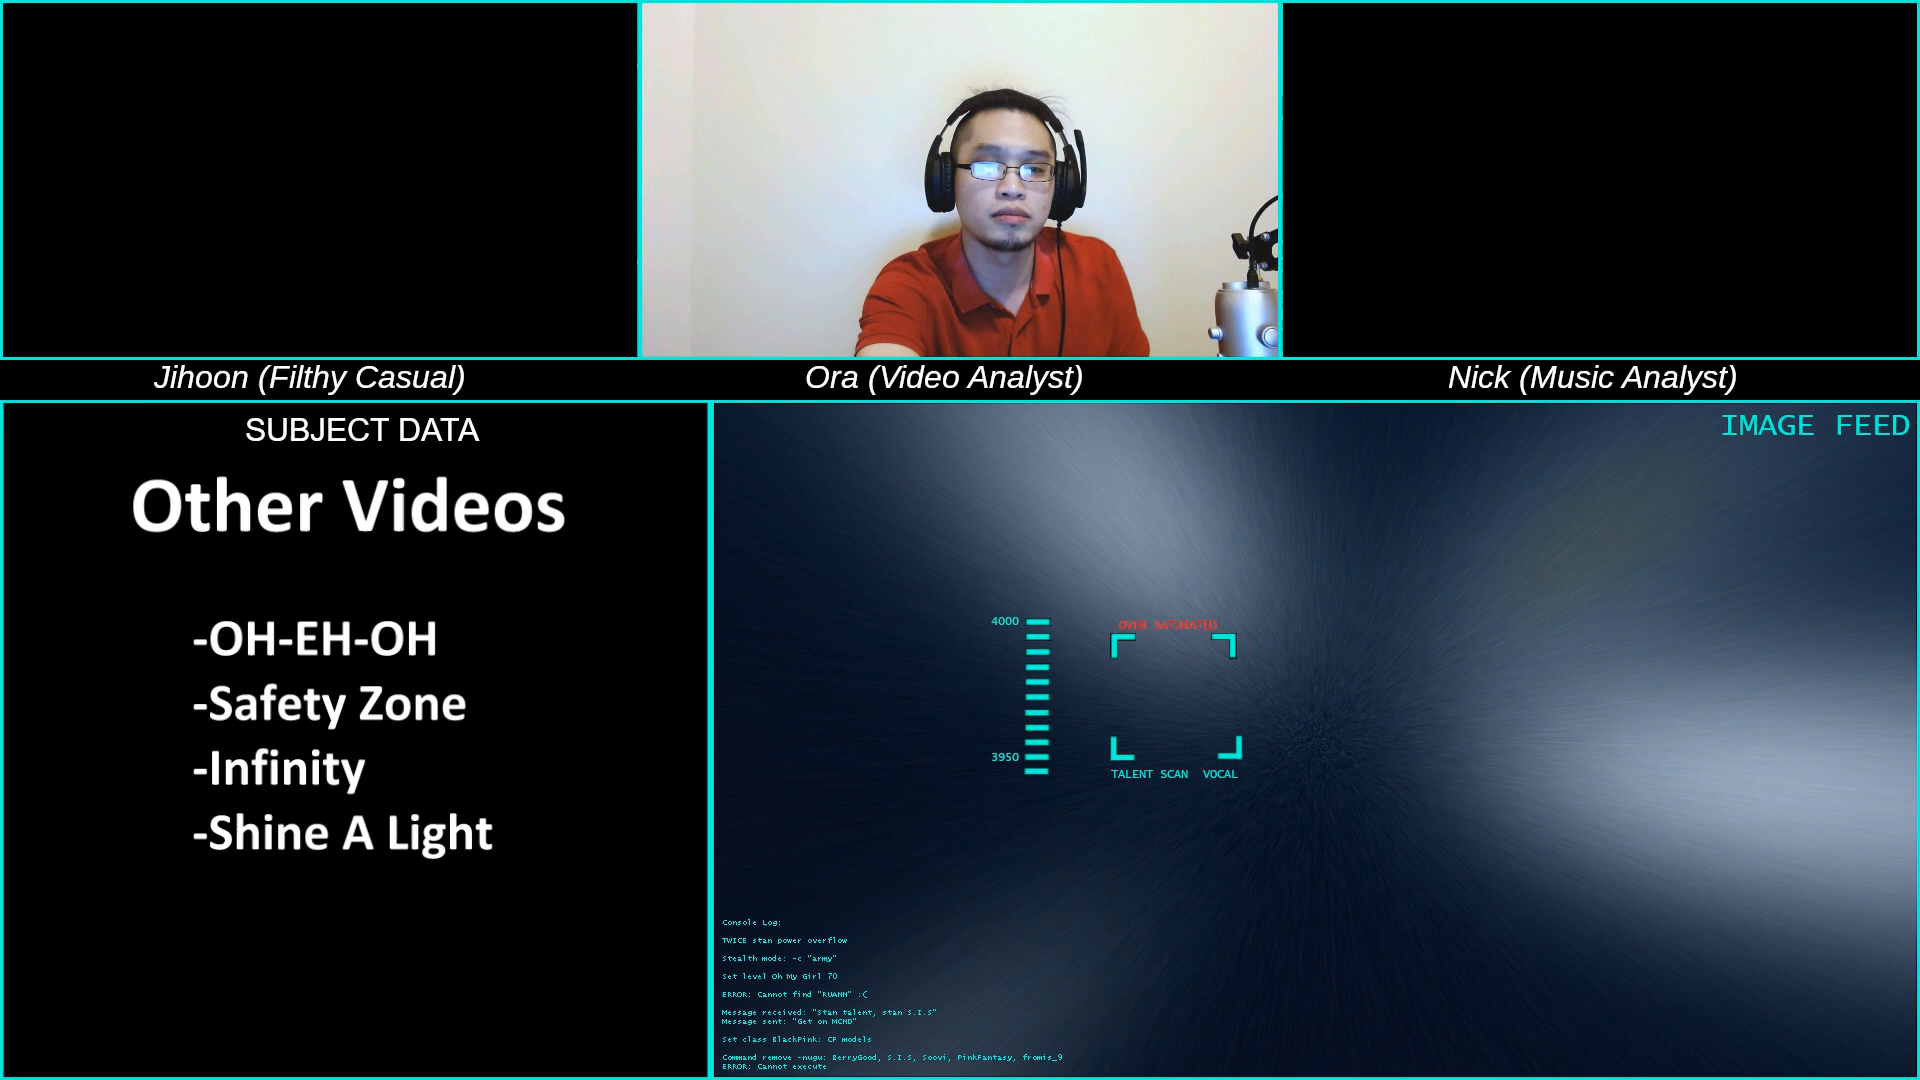 Jihoon (Filthy Casual)
Ora (Video Analyst)
Nick (Music Analyst)
SUBJECT DATA
Other Videos
-OH-EH-OH
-Safety Zone
-Infinity
-Shine A Light
IMAGE FEED
4000
3950
OVER SATURATED
TALENT SCAN VOCAL
Console Log:
TWICE stan power overflow
Stealth mode: -c "army"
Set level Oh My Girl 70
ERROR: Cannot find "RUANN" :(
Message received: "Stan talent, stan S.I.S"
Message sent: "Get on MCND"
Set class BlackPink: CF models
Command remove -nugu: BerryGood, S.I.S, Soovi, PinkFantasy, fromis_9
ERROR: Cannot execute